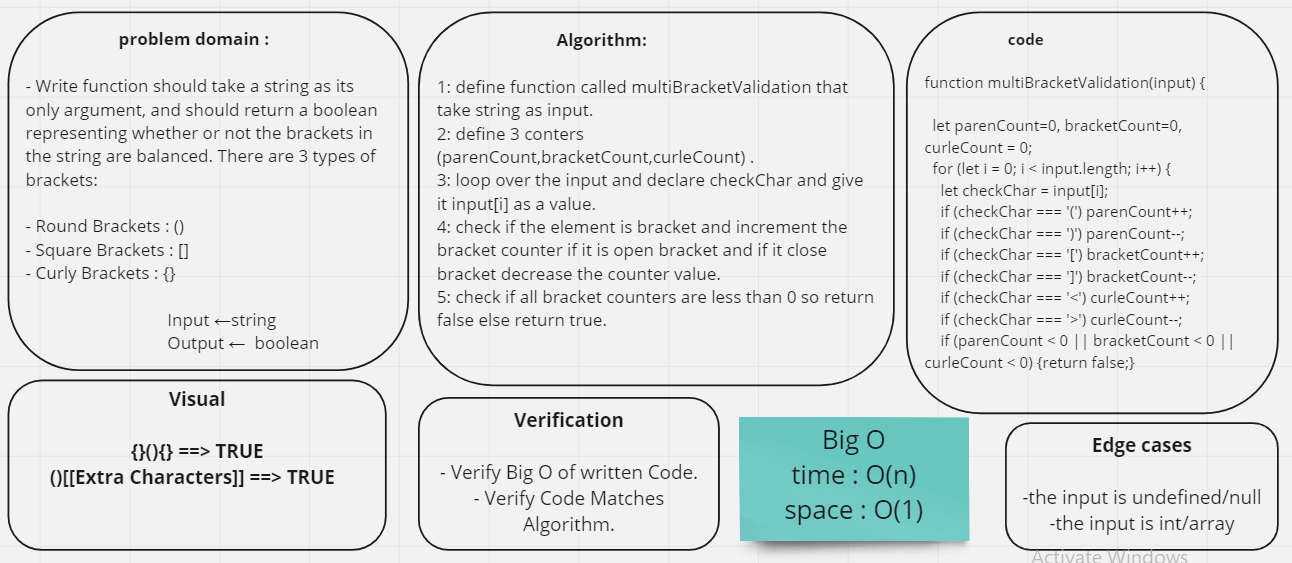 problem domain :
- Write function should take a string as its
only argument, and should return a boolean
representing whether or not the brackets in
the string are balanced. There are 3 types of
brackets:
- Round Brackets : ()
- Square Brackets : []
- Curly Brackets : {}
Input ←string
Output ← boolean
Algorithm:
1: define function called multiBracketValidation that
take string as input.
2: define 3 conters
(parenCount,bracketCount,curleCount) .
3: loop over the input and declare checkChar and give
it input[i] as a value.
4: check if the element is bracket and increment the
bracket counter if it is open bracket and if it close
bracket decrease the counter value.
5: check if all bracket counters are less than 0 so return
false else return true.
code
function multiBracketValidation(input) {
let parenCount=0, bracketCount=0,
curleCount = 0;
for (let i = 0; i < input.length; i++) {
let checkChar = input[i];
if (checkChar === '(') parenCount++;
if (checkChar === ')') parenCount--;
if (checkChar === '[') bracketCount++;
if (checkChar === ']') bracketCount--;
if (checkChar === '<') curleCount++;
if (checkChar === '>') curleCount--;
if (parenCount < 0 || bracketCount < 0 ||
curleCount < 0) {return false;}
Visual
{}(){} ==> TRUE
()[[Extra Characters]] ==> TRUE
Verification
- Verify Big O of written Code.
- Verify Code Matches
Algorithm.
Big O
time : O(n)
space : O(1)
Edge cases
-the input is undefined/null
-the input is int/array
Activate Windows